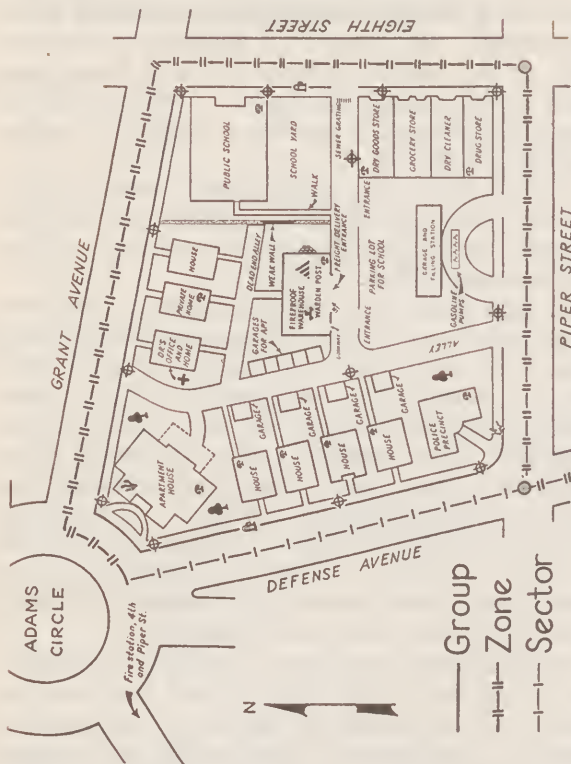 EIGHTH STREET
GRANT AVENUE
PIPER STREET
DEFENSE AVENUE
ADAMS
CIRCLE
Fire station, 4th
and Piper St.
N
PUBLIC SCHOOL
SCHOOL YARD
WALK
SEWER GRATING
DRY GOODS STORE
GROCERY STORE
DRY CLEANER
DRUG STORE
HOUSE
PRIVATE
HOME
DR'S
OFFICE
AND
HOME
DEAD END ALLEY
WEAK WALL
FIREPROOF
WAREHOUSE
WARDEN POST
FREIGHT DELIVERY
ENTRANCE
GARAGES
FOR APT
ENTRANCE
PARKING LOT
FOR SCHOOL
ENTRANCE
GARAGE AND
FILLING STATION
GASOLINE
PUMPS
ALLEY
APARTMENT
HOUSE
HOUSE
GARAGE
HOUSE
GARAGE
HOUSE
GARAGE
HOUSE
GARAGE
POLICE
PRECINCT
Group
Zone
Sector